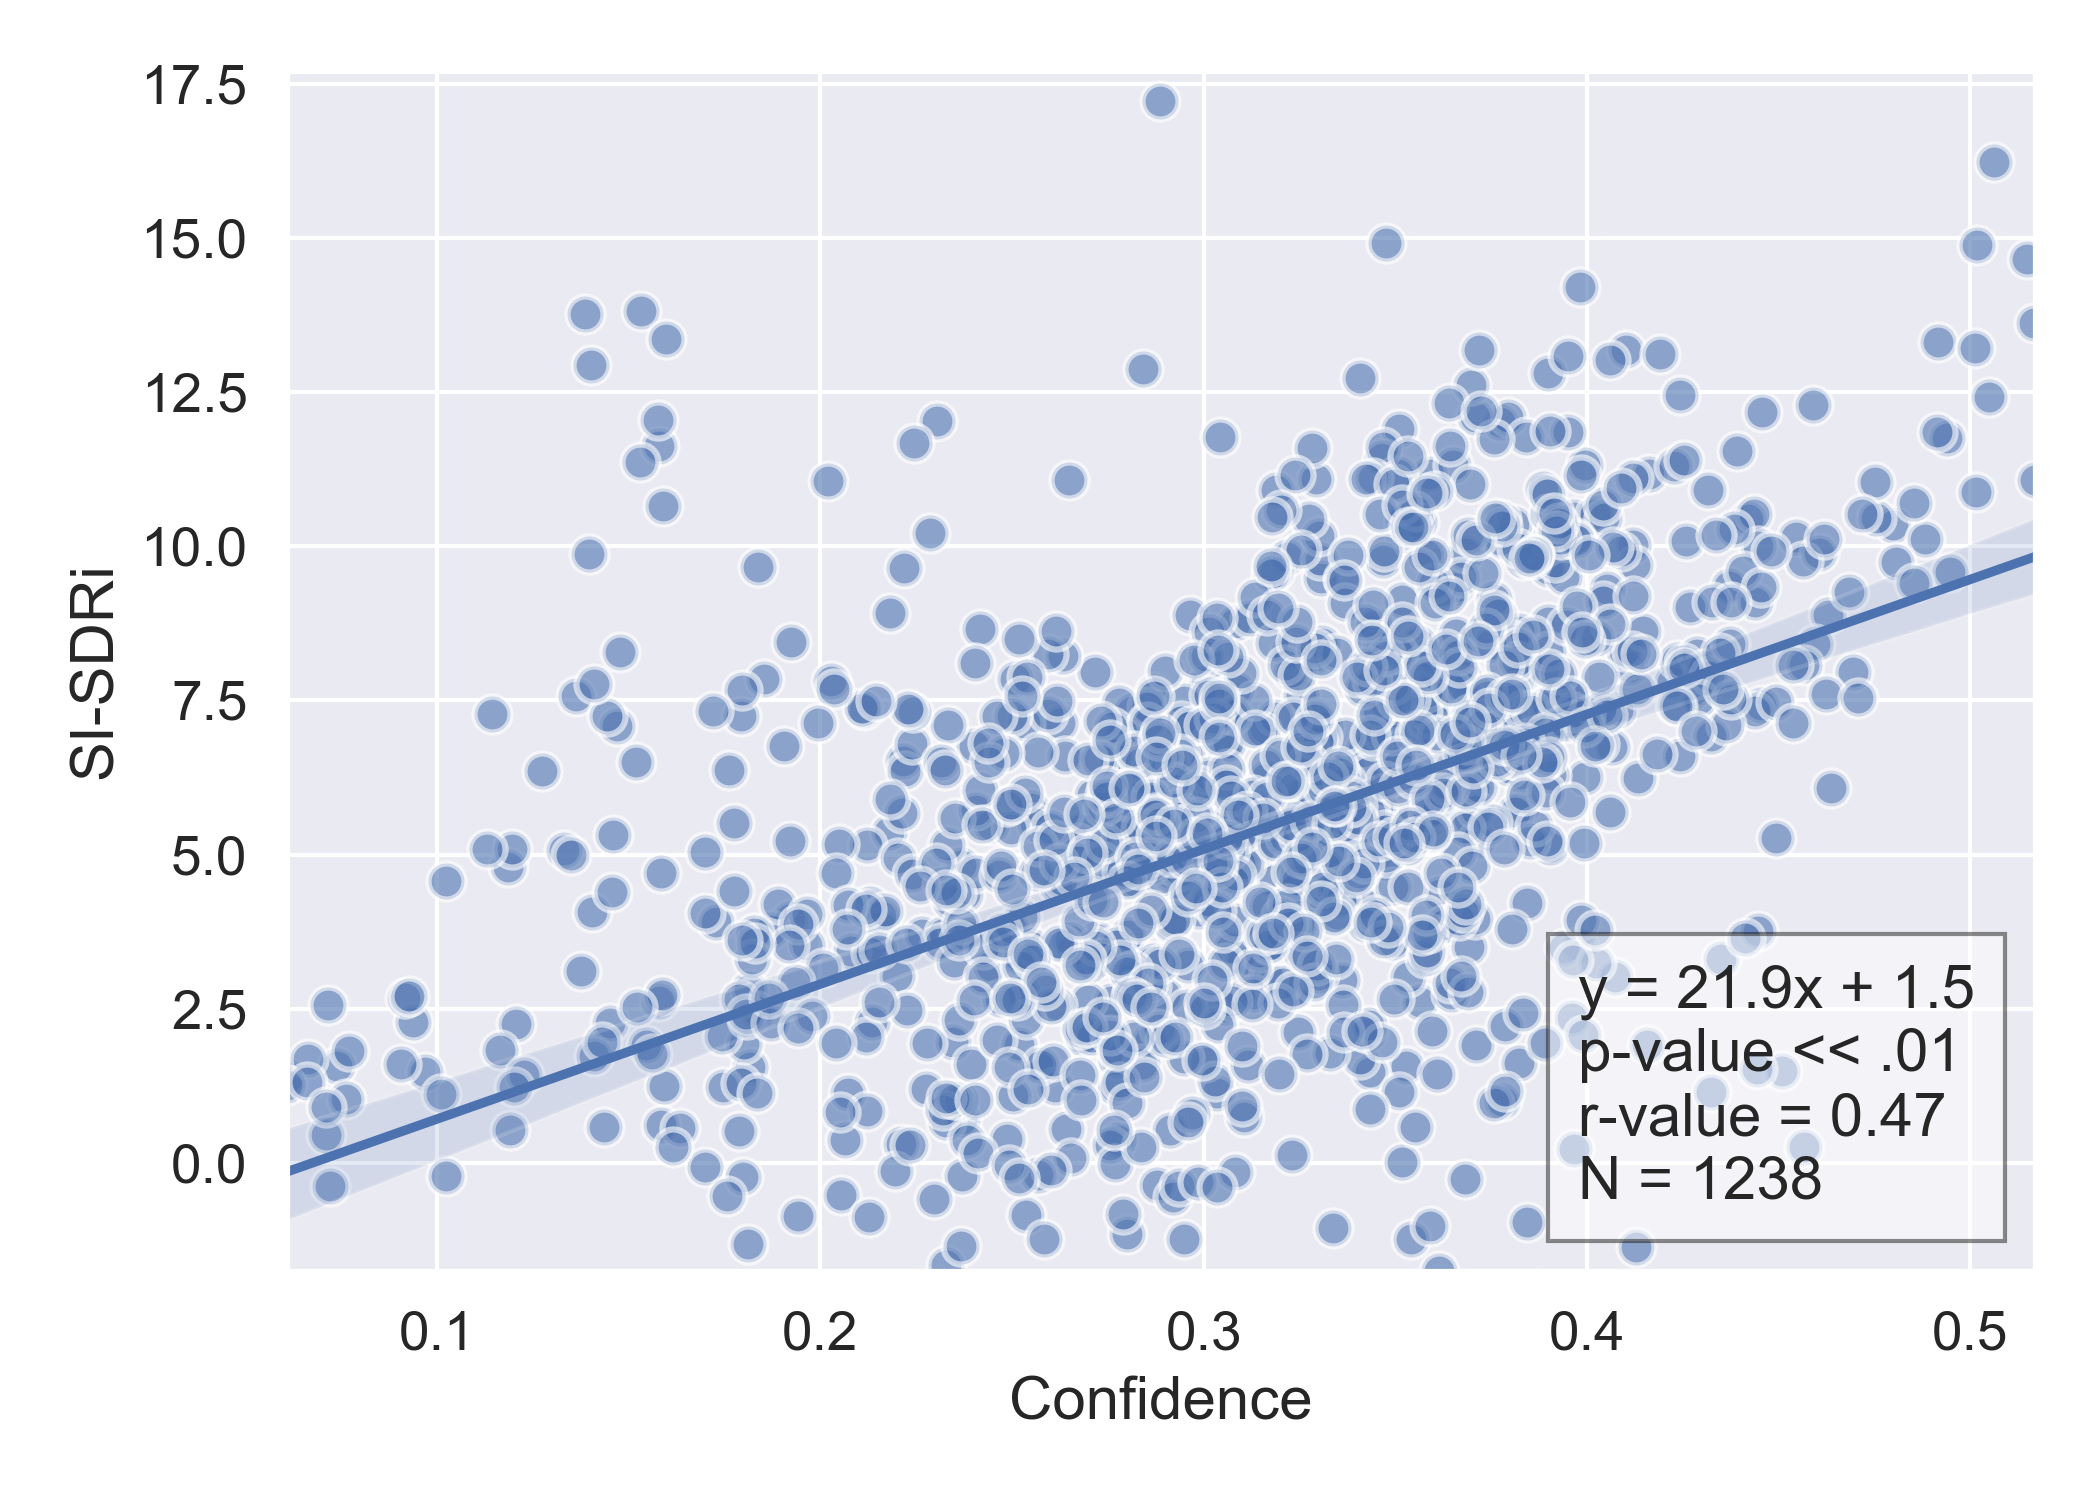 17.5
15.0
12.5
10.0
7.5
5.0
2.5
0.0
SI-SDRi
y = 21.9x + 1.5
p-value << .01
r-value = 0.47
N = 1238
0.1 0.2 0.3 0.4 0.5
Confidence